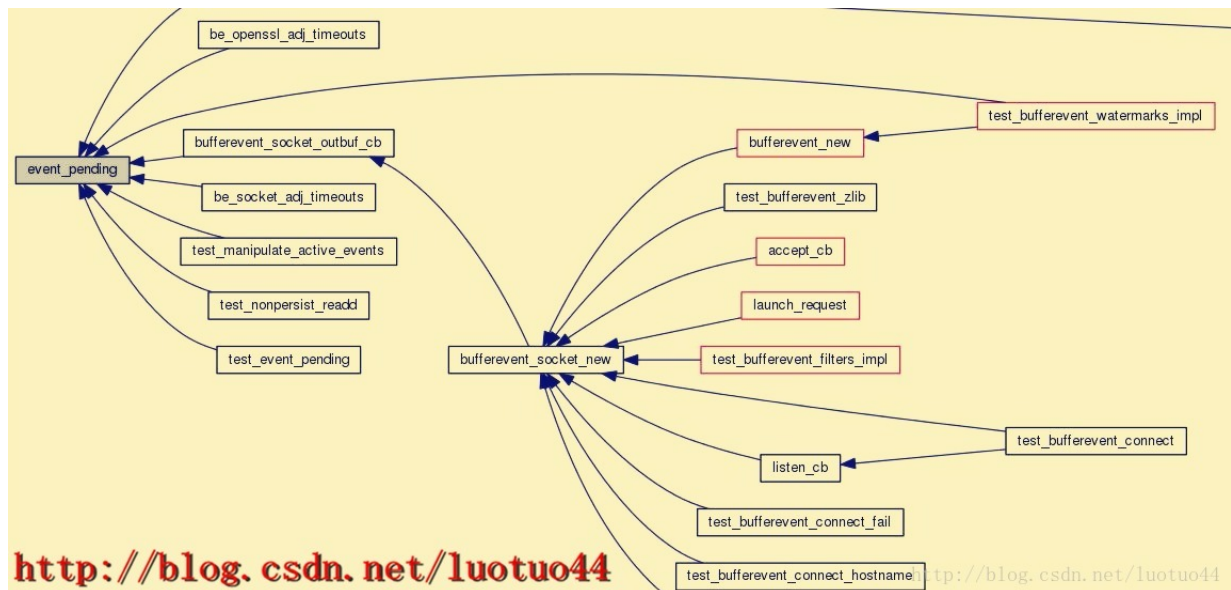 be_openssl_adj_timeouts
test_bufferevent_watermarks_impl
bufferevent_socket_outbuf_cb
bufferevent_new
event_pending
be_socket_adj_timeouts
test_bufferevent_zlib
test_manipulate_active_events
accept_cb
test_nonpersist_readd
launch_request
test_event_pending
bufferevent_socket_new
test_bufferevent_filters_impl
test_bufferevent_connect
listen_cb
test_bufferevent_connect_fail
test_bufferevent_connect_hostname
http://blog.csdn.net/luotuo44
http://blog.csdn.net/luotuo44